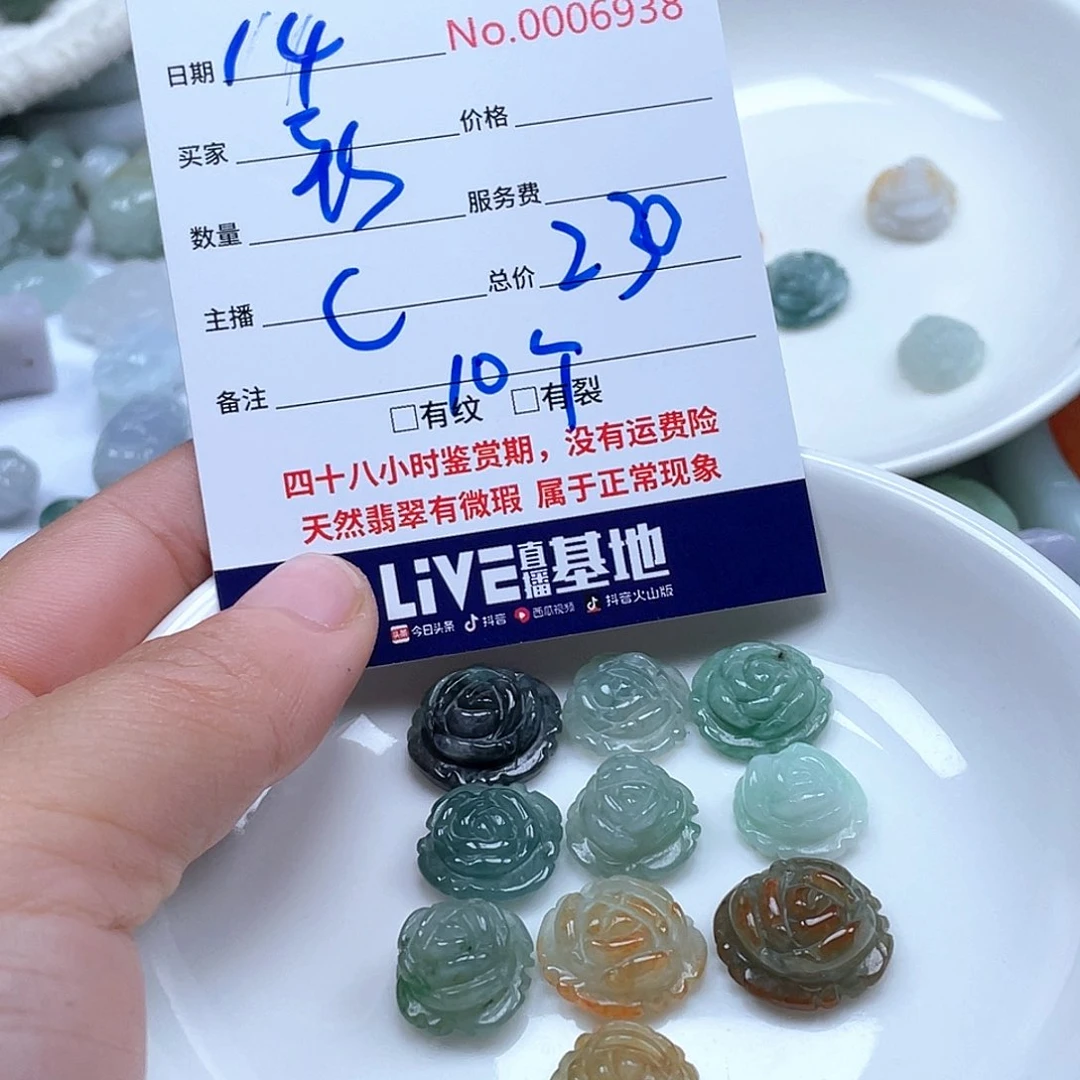 No.0006938
日期 14
买家 价格
数量 服务费
主播 C 总价 230
备注 10个
□有纹 □有裂
四十八小时鉴赏期，没有运费险
天然翡翠有微瑕 属于正常现象
LiVE直播基地
头条 今日头条 抖音 西瓜视频 抖音火山版